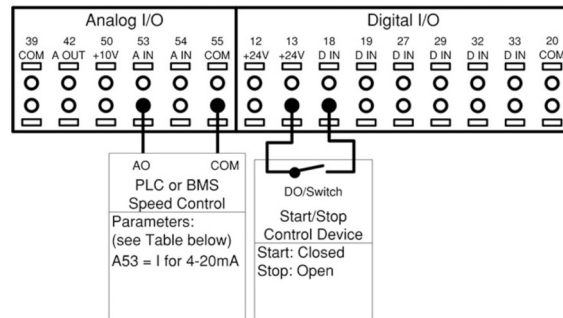 Analog I/O
Digital I/O
39 42 50 53 54 55 12 13 18 19 27 29 32 33 20
COM A OUT +10V A IN A IN COM +24V +24V D IN D IN D IN D IN D IN D IN COM
AO COM
PLC or BMS
Speed Control
Parameters:
(see Table below)
A53 = I for 4-20mA
DO/Switch
Start/Stop
Control Device
Start: Closed
Stop: Open